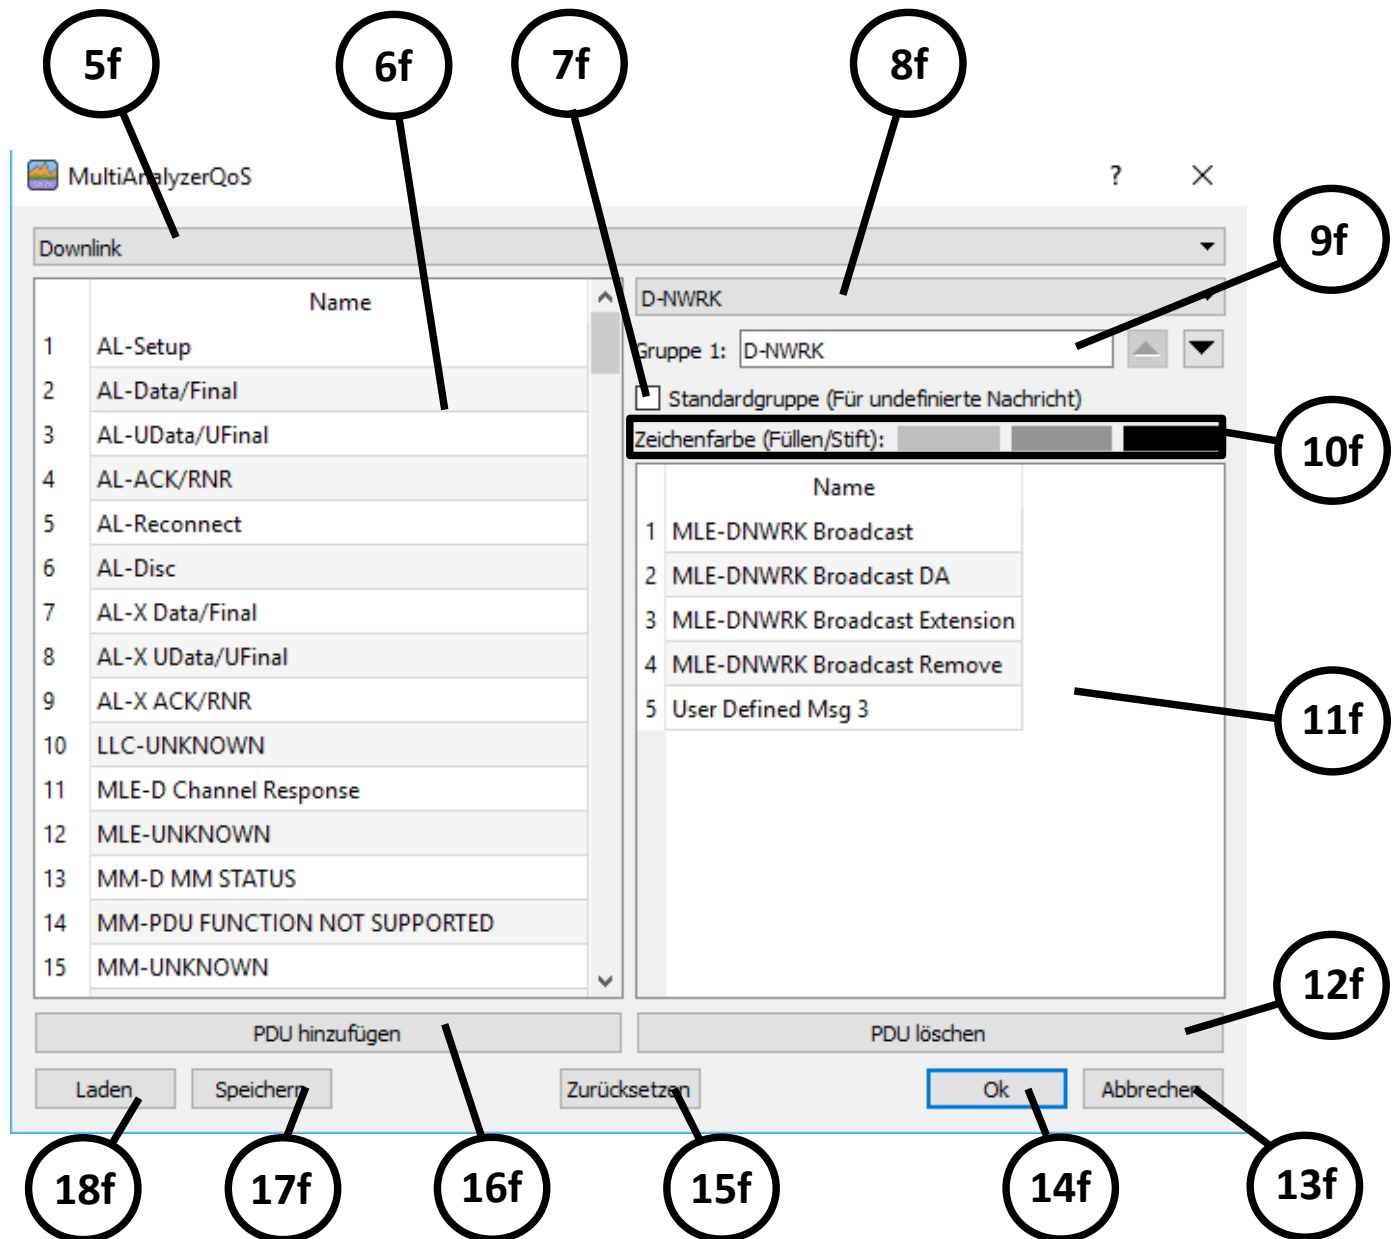 5f
6f
7f
8f
MultiAnalyzerQoS
?
Downlink
9f
Name
D-NWRK
1 AL-Setup
2 AL-Data/Final
3 AL-UData/UFinal
4 AL-ACK/RNR
5 AL-Reconnect
6 AL-Disc
7 AL-X Data/Final
8 AL-X UData/UFinal
9 AL-X ACK/RNR
10 LLC-UNKNOWN
11 MLE-D Channel Response
12 MLE-UNKNOWN
13 MM-D MM STATUS
14 MM-PDU FUNCTION NOT SUPPORTED
15 MM-UNKNOWN
Gruppe 1: D-NWRK
Standardgruppe (Für undefinierte Nachricht)
Zeichenfarbe (Füllen/Stift):
10f
Name
1 MLE-DNWRK Broadcast
2 MLE-DNWRK Broadcast DA
3 MLE-DNWRK Broadcast Extension
4 MLE-DNWRK Broadcast Remove
5 User Defined Msg 3
11f
12f
PDU hinzufügen
PDU löschen
Laden
Speichern
Zurücksetzen
Ok
Abbrechen
18f
17f
16f
15f
14f
13f